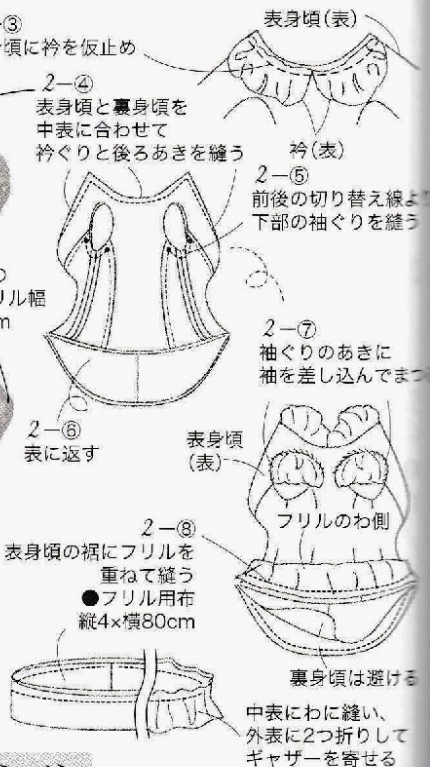 ③
頃に衿を仮止め
表身頃(表)
2−④
表身頃と裏身頃を
中表に合わせて
衿ぐりと後ろあきを縫う
衿(表)
2−⑤
前後の切り替え線よ
下部の袖ぐりを縫う
リル幅
m
2−⑥
表に返す
2−⑦
袖ぐりのあきに
袖を差し込んでまつ
表身頃
(表)
フリルのわ側
2−⑧
表身頃の裾にフリルを
重ねて縫う
●フリル用布
縦4×横80cm
裏身頃は避ける
中表にわに縫い、
外表に2つ折りして
ギャザーを寄せる